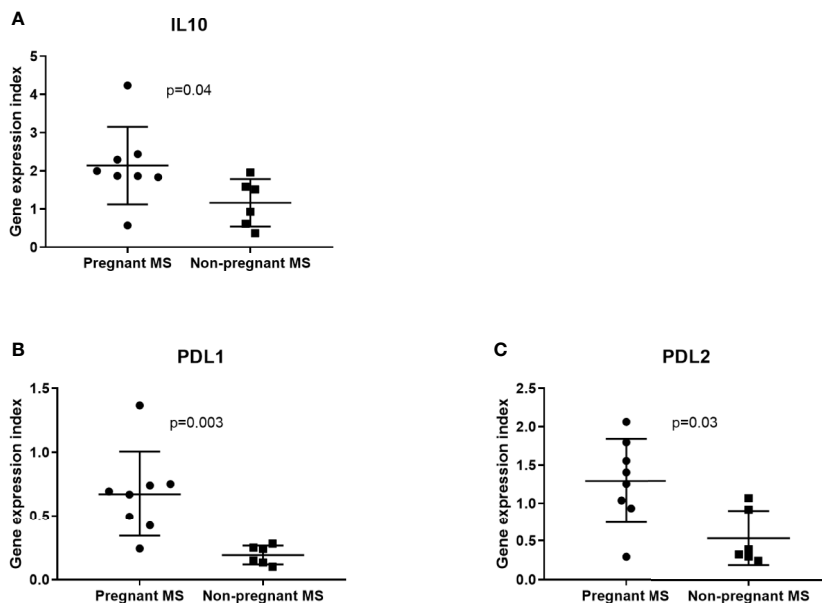 A
IL10
Gene expression index
5
4
3
2
1
0
p=0.04
Pregnant MS Non-pregnant MS
B
PDL1
Gene expression index
1.5
1.0
0.5
0.0
p=0.003
Pregnant MS Non-pregnant MS
C
PDL2
Gene expression index
2.5
2.0
1.5
1.0
0.5
0.0
p=0.03
Pregnant MS Non-pregnant MS